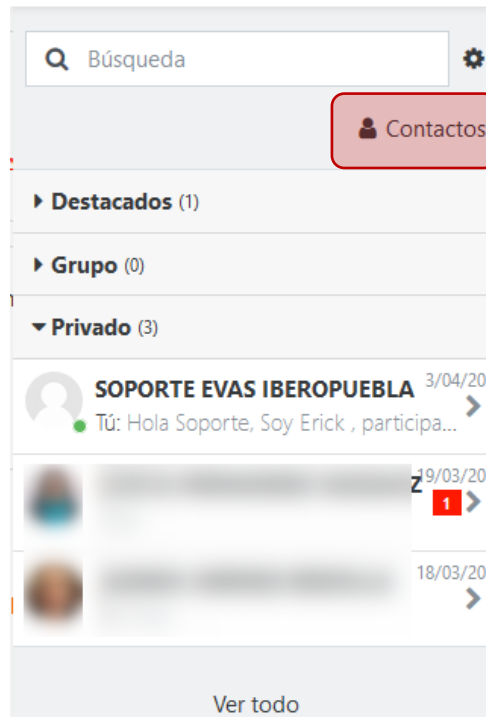 Búsqueda
Contactos
Destacados (1)
Grupo (0)
Privado (3)
SOPORTE EVAS IBEROPUEBLA 3/04/20
Tú: Hola Soporte, Soy Erick , participa...
Z 19/03/20
1
18/03/20
Ver todo